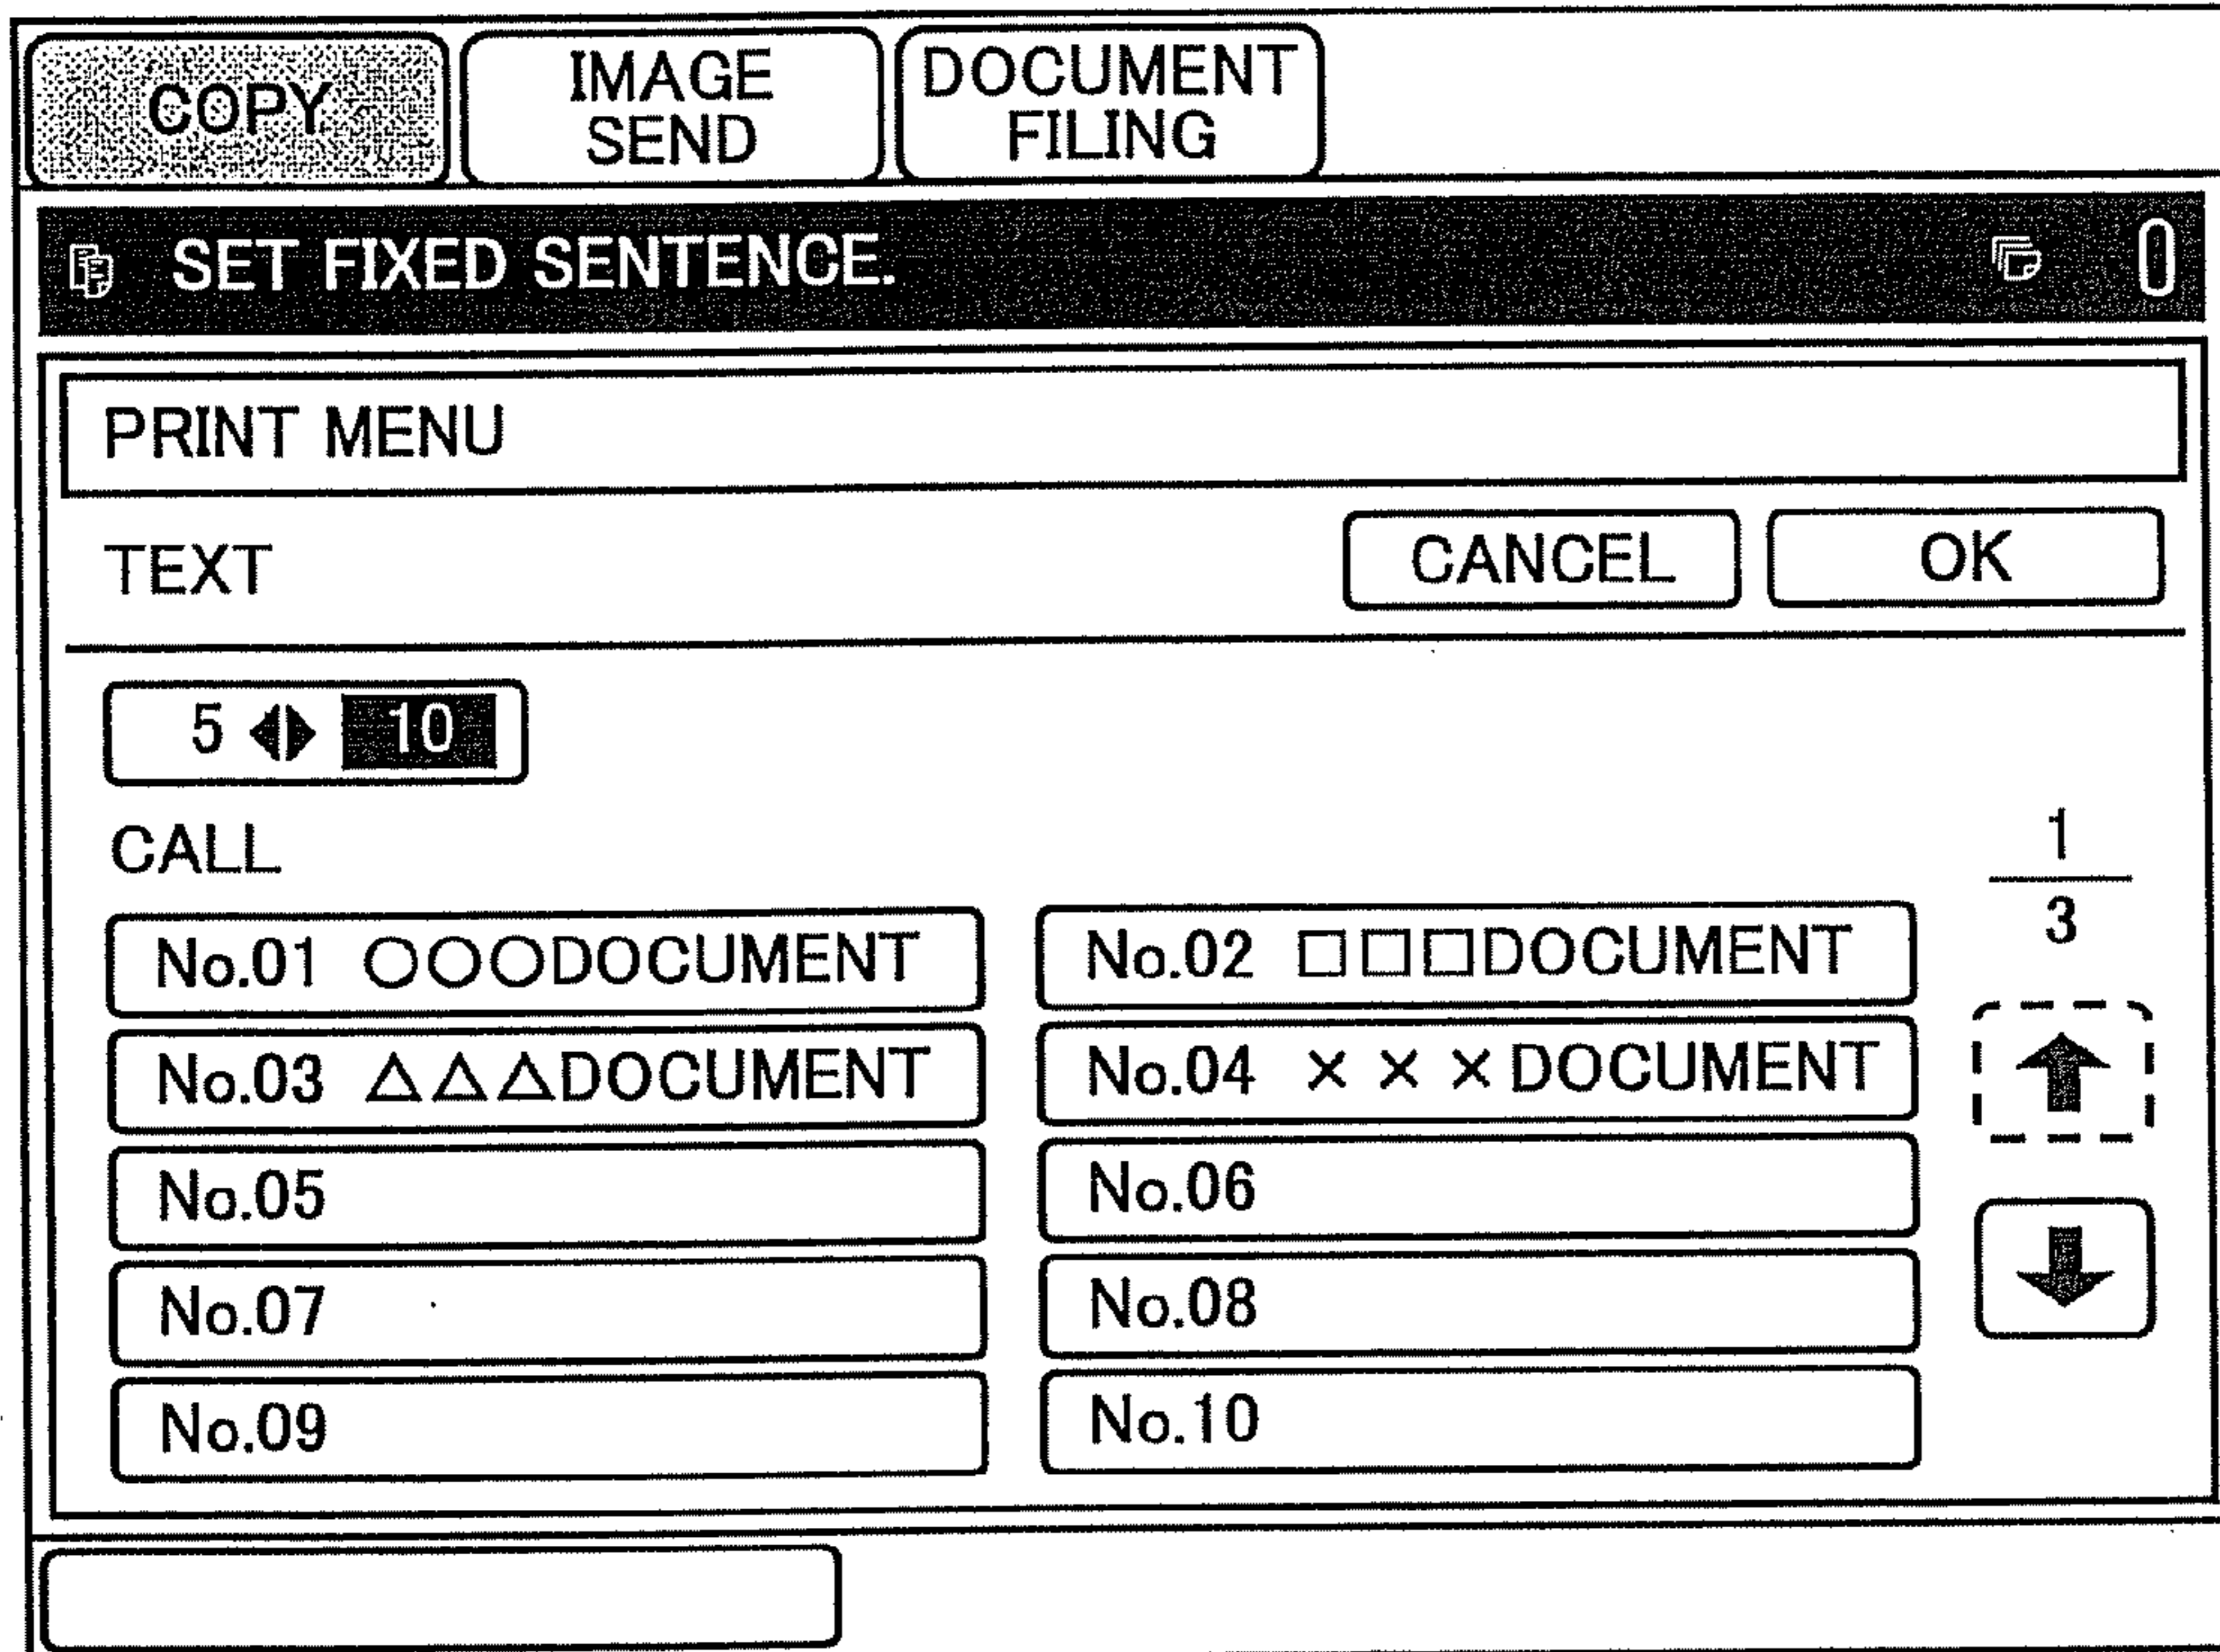 COPY
IMAGE
SEND
DOCUMENT
FILING
SET FIXED SENTENCE.
0
PRINT MENU
TEXT
CANCEL
OK
5
10
CALL
1
3
No.01 ○○○DOCUMENT
No.02 □□□DOCUMENT
No.03 △△△DOCUMENT
No.04 ×××DOCUMENT
No.05
No.06
No.07
No.08
No.09
No.10